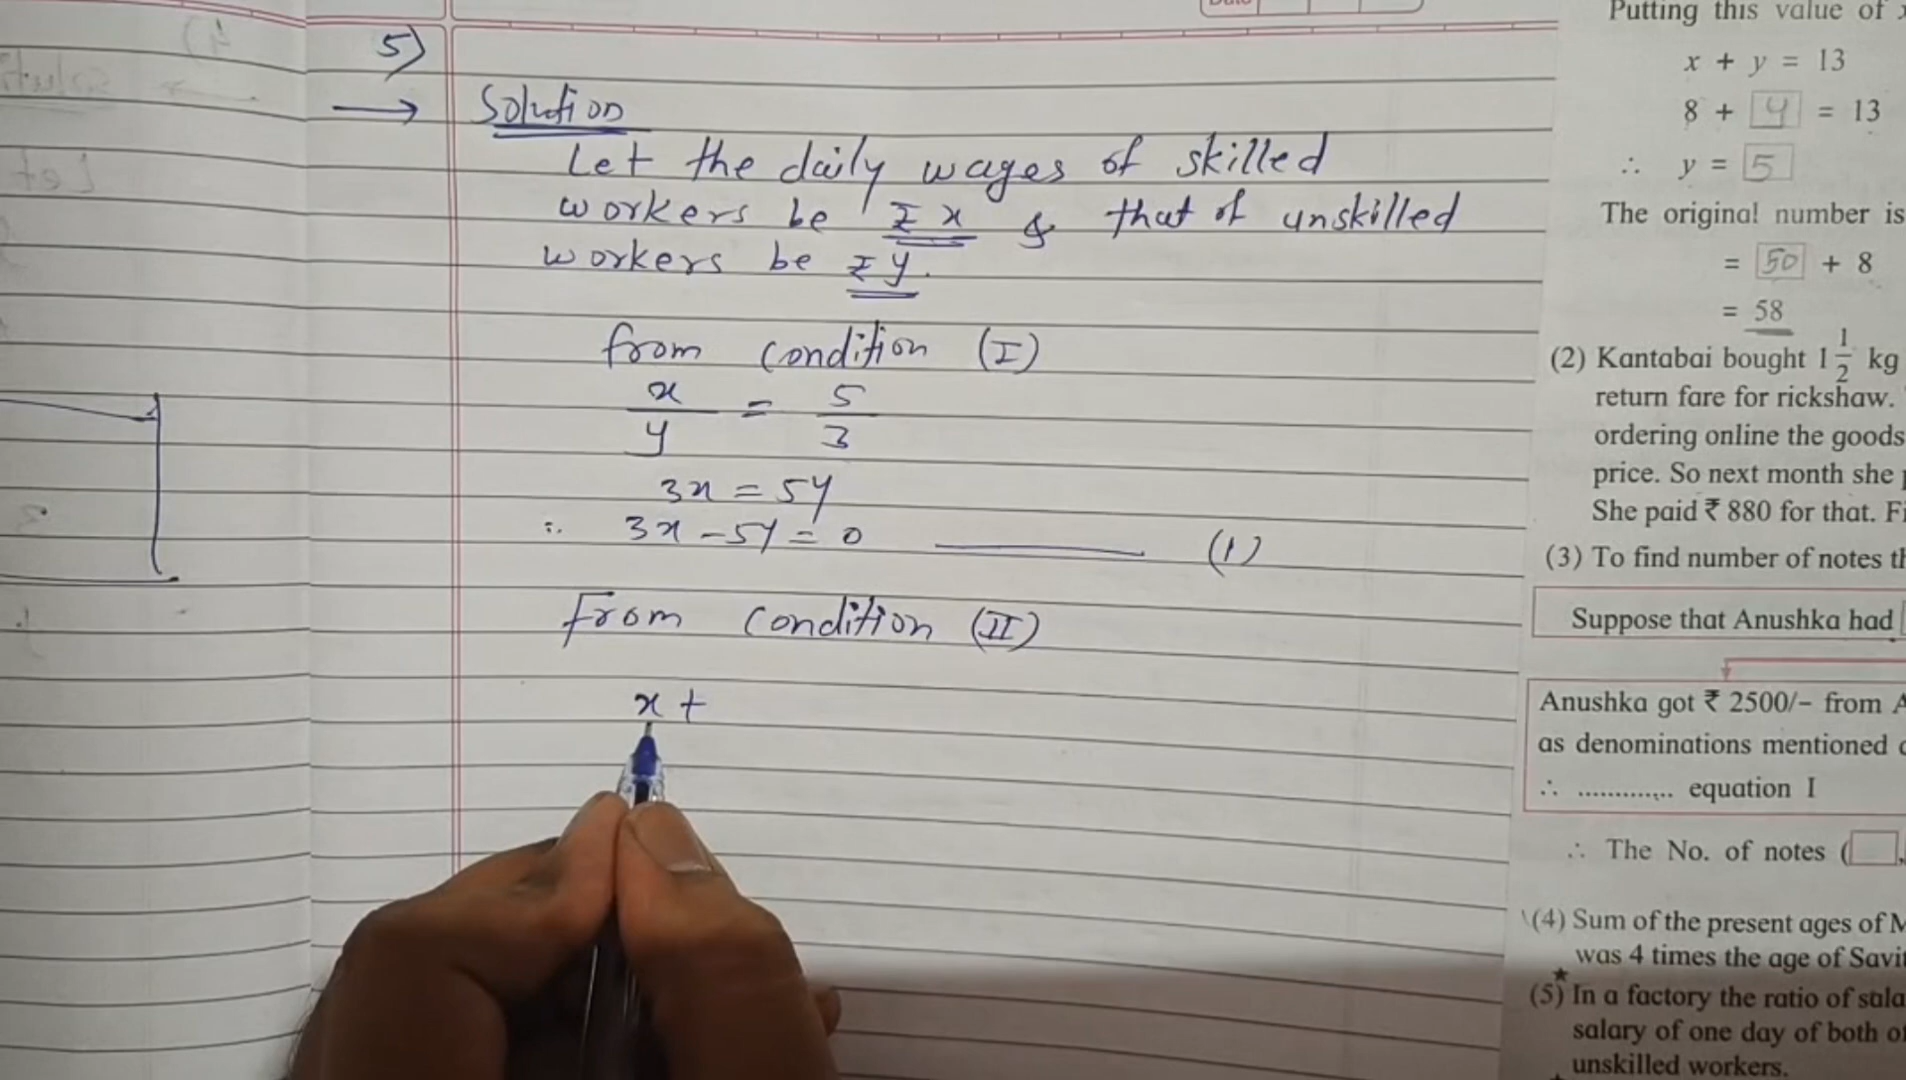 5)
→ Solution
Let the daily wages of skilled
workers be ₹ x & that of unskilled
workers be ₹ y.
from condition (I)
x/y = 5/3
3x = 5y
∴ 3x - 5y = 0 ——— (1)
From condition (II)
x +
Putting this value of x
x + y = 13
8 + 4 = 13
∴ y = 5
The original number is
= 50 + 8
= 58
(2) Kantabai bought 1 1/2 kg
return fare for rickshaw.
ordering online the goods
price. So next month she
She paid ₹ 880 for that.
(3) To find number of notes
Suppose that Anushka had
Anushka got ₹ 2500/- from
as denominations mentioned
∴ ............. equation I
∴ The No. of notes (
(4) Sum of the present ages of
was 4 times the age of
(5) In a factory the ratio of
salary of one day of both
unskilled workers.
Let